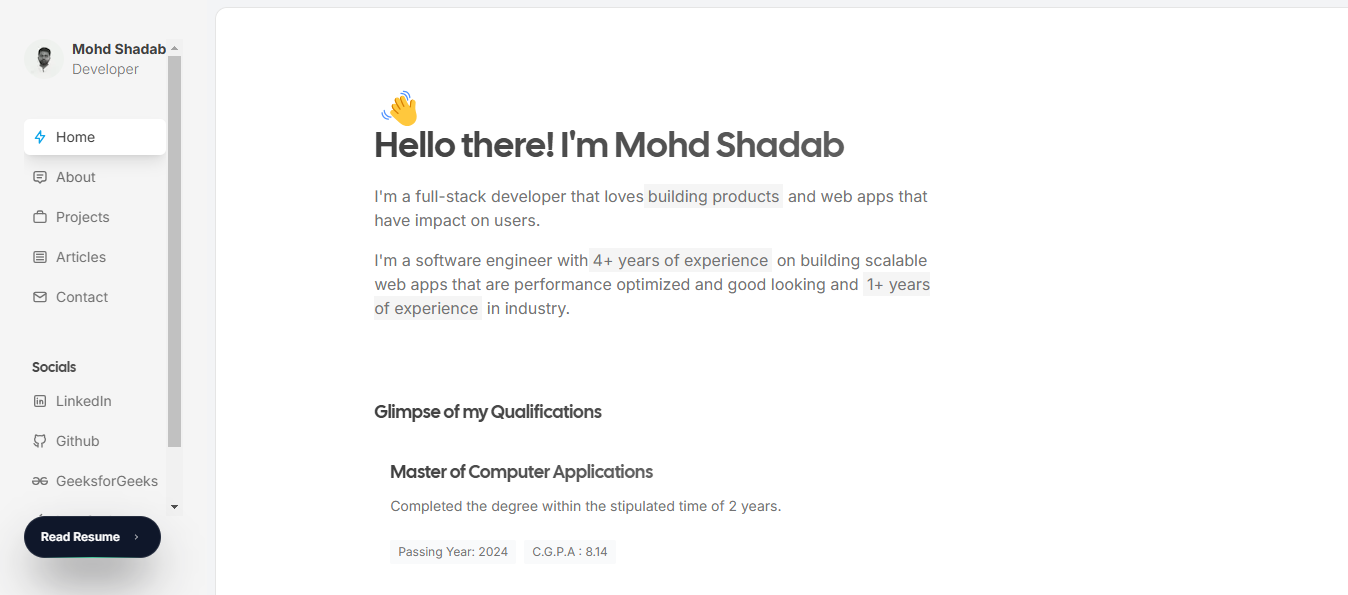 Mohd Shadab
Developer
Home
About
Projects
Articles
Contact
Socials
LinkedIn
Github
GeeksforGeeks
Read Resume
Hello there! I'm Mohd Shadab
I'm a full-stack developer that loves building products and web apps that
have impact on users.
I'm a software engineer with 4+ years of experience on building scalable
web apps that are performance optimized and good looking and 1+ years
of experience in industry.
Glimpse of my Qualifications
Master of Computer Applications
Completed the degree within the stipulated time of 2 years.
Passing Year: 2024 C.G.P.A : 8.14